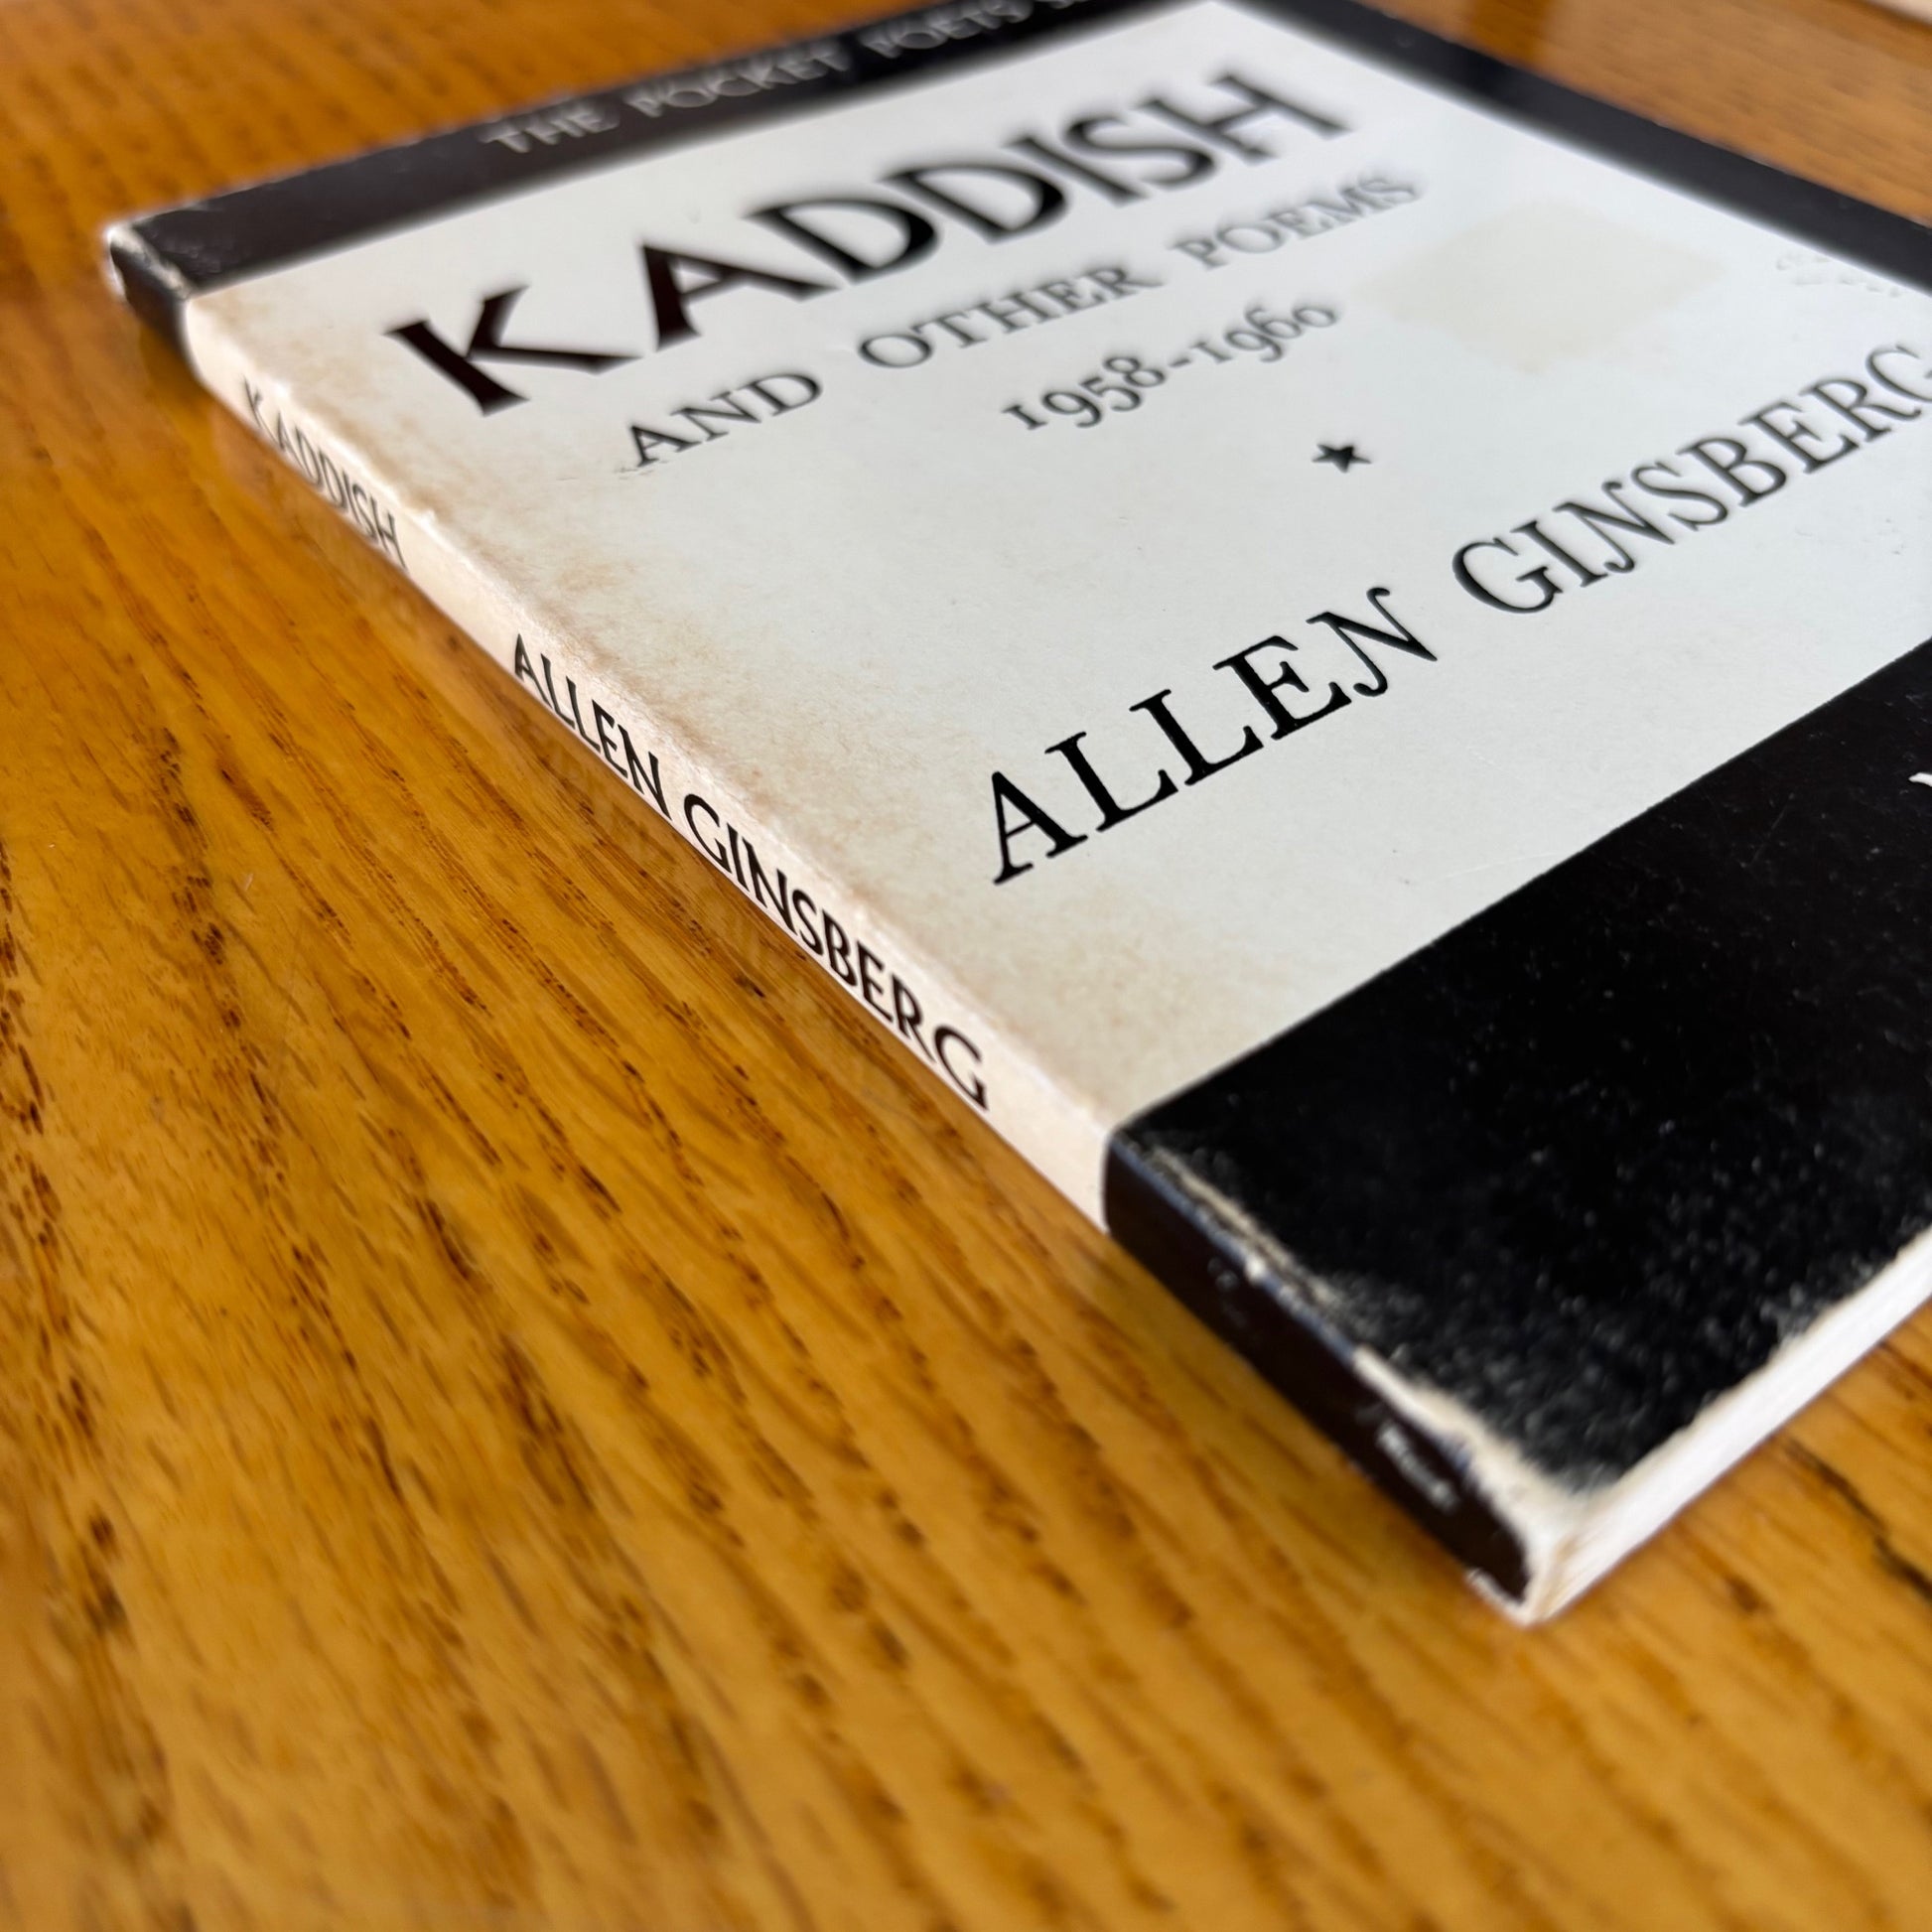 THE POCKET POETS
KADDISH
AND OTHER POEMS
1958-1960
ALLEN GINSBERG
KADDISH ALLEN GINSBERG